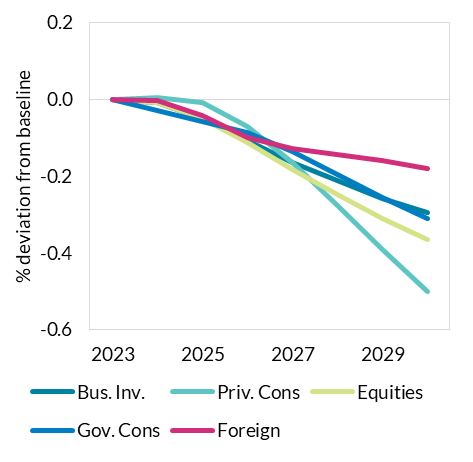 % deviation from baseline
0.2
0.0
-0.2
-0.4
-0.6
2023 2025 2027 2029
Bus. Inv. Priv. Cons Equities
Gov. Cons Foreign